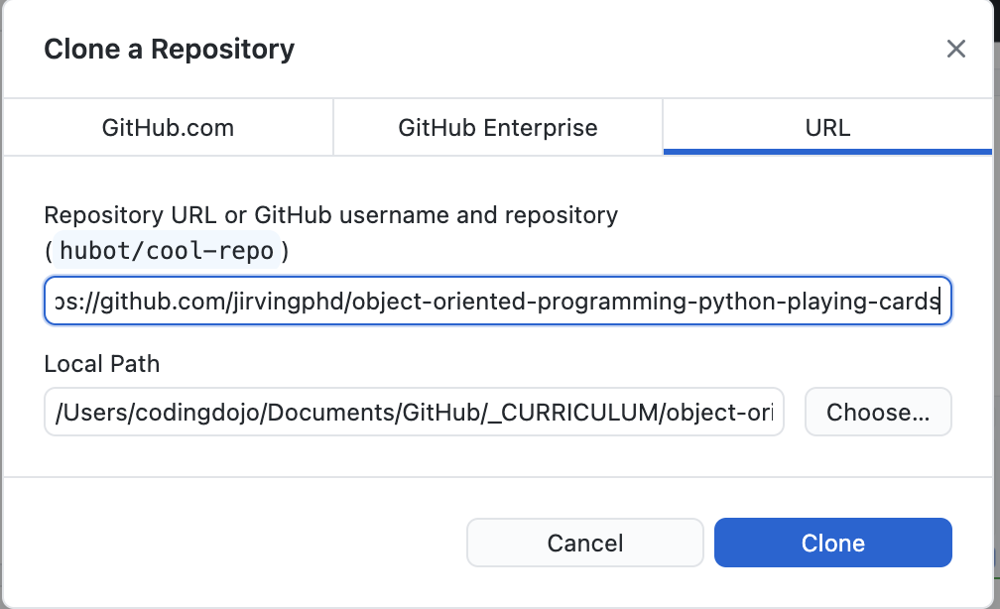 Clone a Repository
GitHub.com
GitHub Enterprise
URL
Repository URL or GitHub username and repository
(hubot/cool-repo)
ps://github.com/jirvingphd/object-oriented-programming-python-playing-cards
Local Path
/Users/codingdojo/Documents/GitHub/_CURRICULUM/object-ori
Choose...
Cancel
Clone